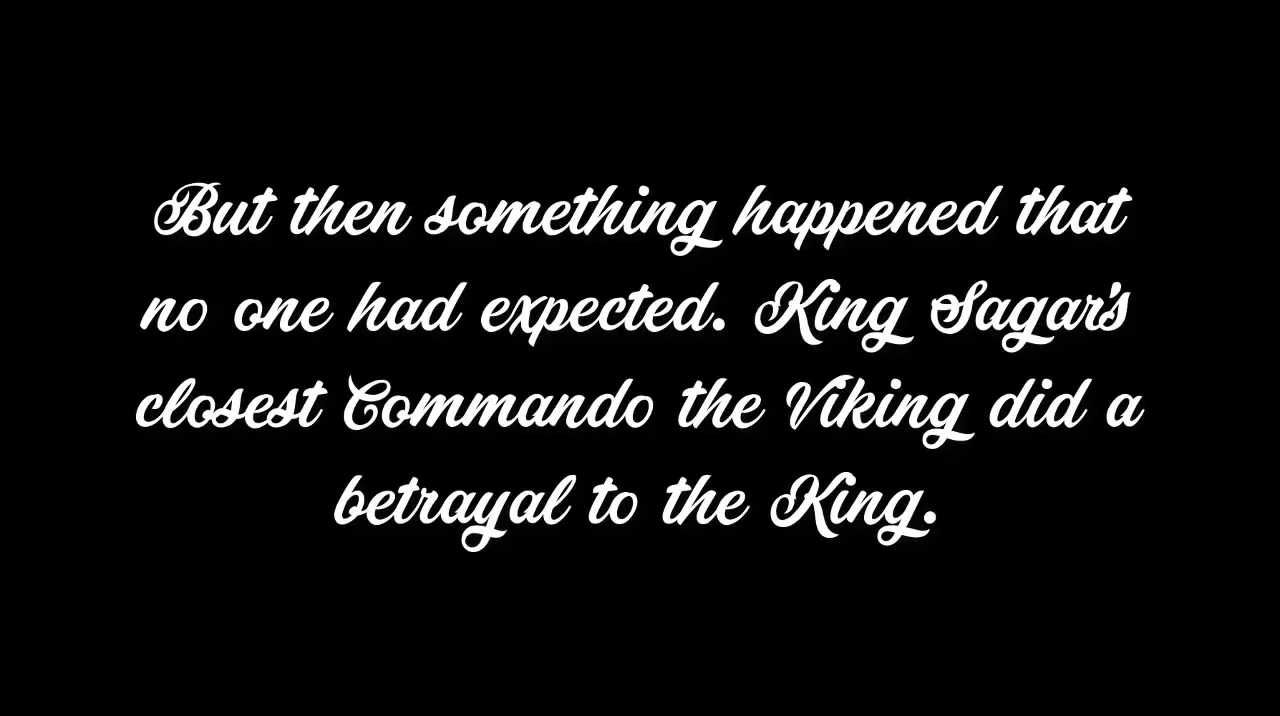 But then something happened that
no one had expected. King Sagar's
closest Commando the Viking did a
betrayal to the King.